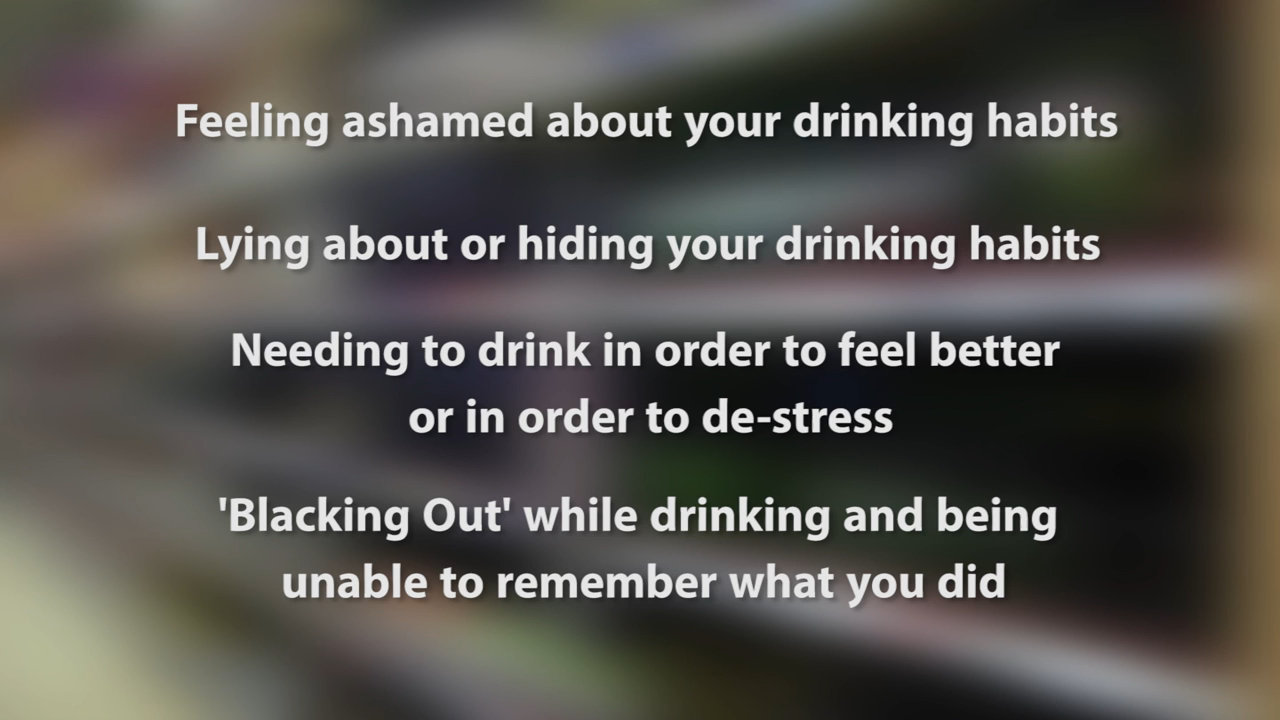 Feeling ashamed about your drinking habits
Lying about or hiding your drinking habits
Needing to drink in order to feel better
or in order to de-stress
'Blacking Out' while drinking and being
unable to remember what you did